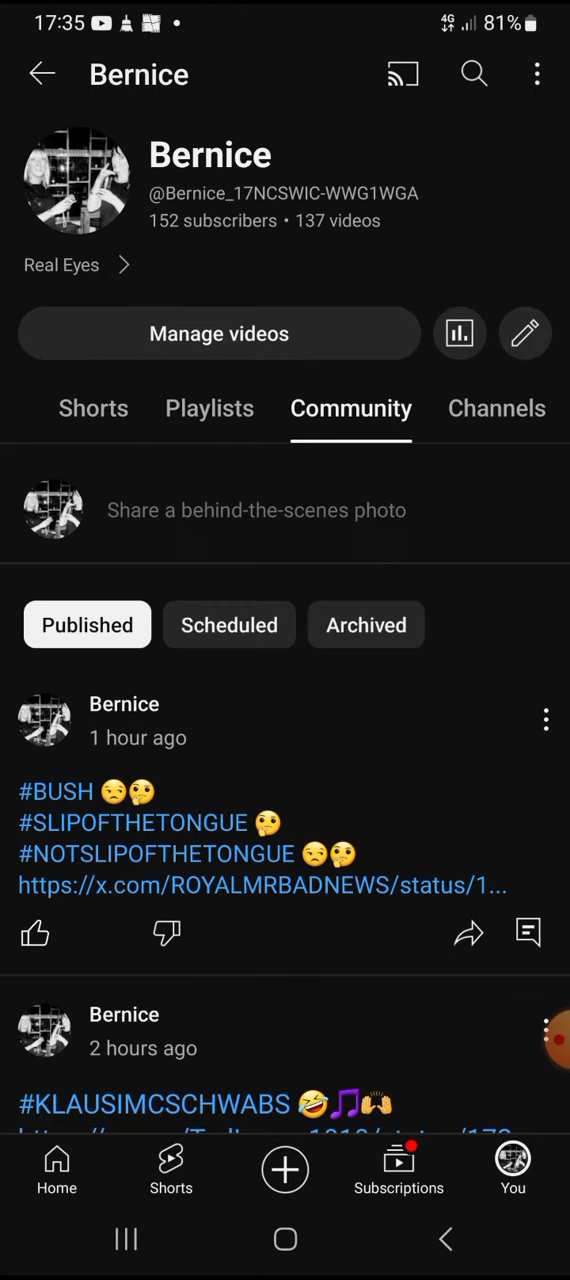 17:35 4G 81%
Bernice
Bernice
@Bernice_17NCSWIC-WWG1WGA
152 subscribers • 137 videos
Real Eyes
Manage videos
Shorts Playlists Community Channels
Share a behind-the-scenes photo
Published Scheduled Archived
Bernice
1 hour ago
#BUSH 😒🤔
#SLIPOFTHETONGUE 🤔
#NOTSLIPOFTHETONGUE 😒🤔
https://x.com/ROYALMRBADNEWS/status/1...
Bernice
2 hours ago
#KLAUSIMCSCHWABS 🤣🎵🙌
Home Shorts Subscriptions You